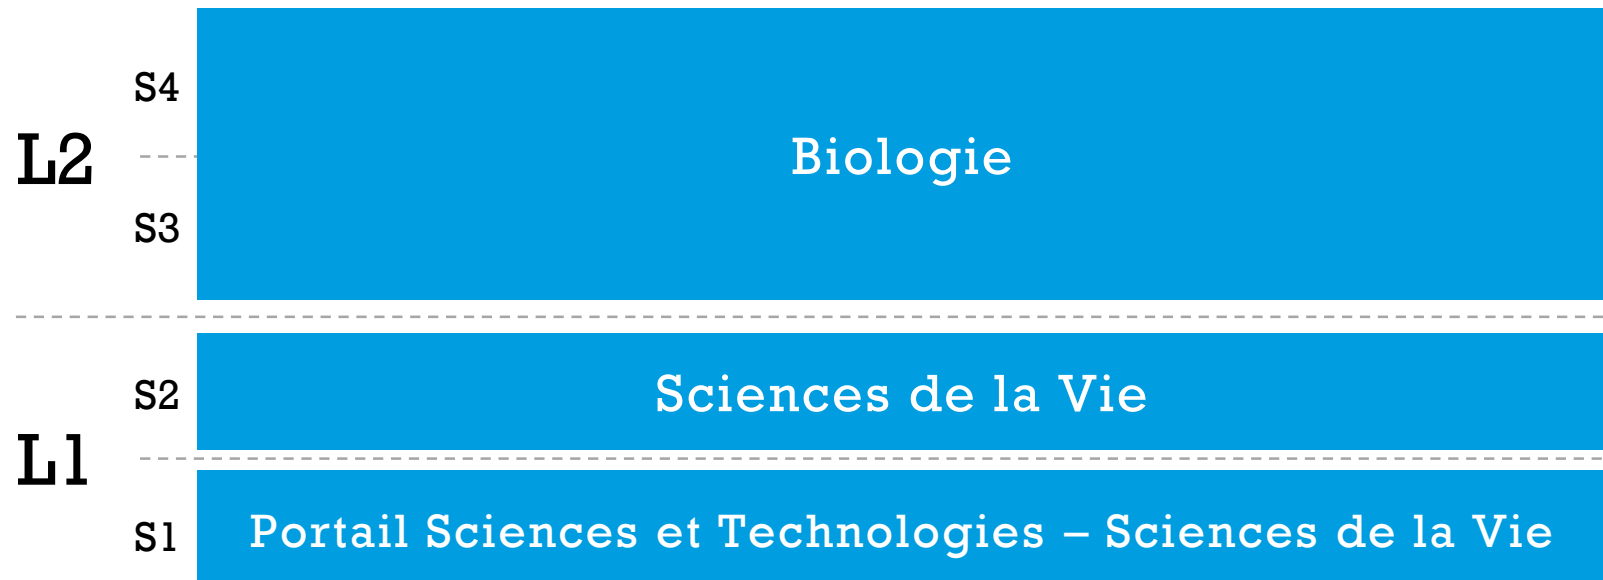 S4
L2
Biologie
S3
S2
Sciences de la Vie
L1
S1
Portail Sciences et Technologies – Sciences de la Vie